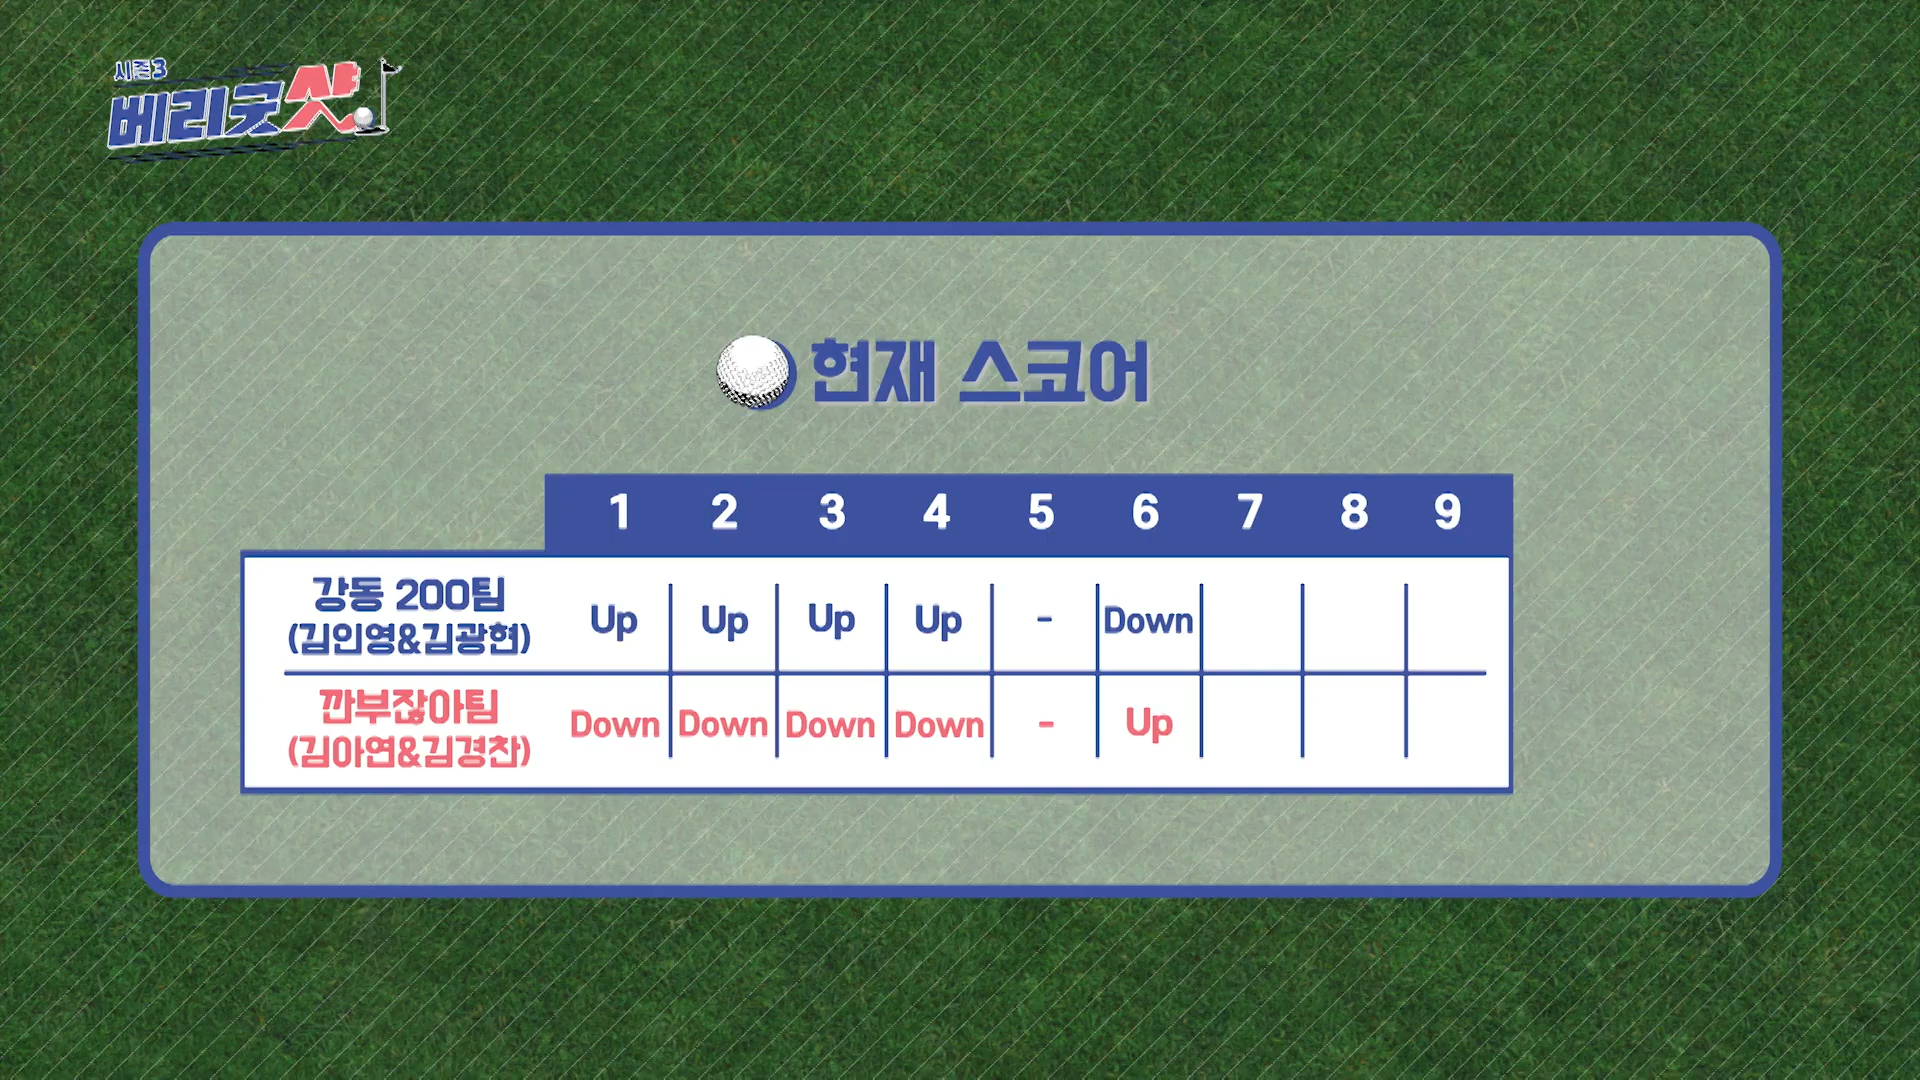 시즌3
베리굿샷
현재 스코어
1 2 3 4 5 6 7 8 9
강동 200팀
(김인영&김광현)
Up Up Up Up - Down
깐부잖아팀
(김아연&김경찬)
Down Down Down Down - Up